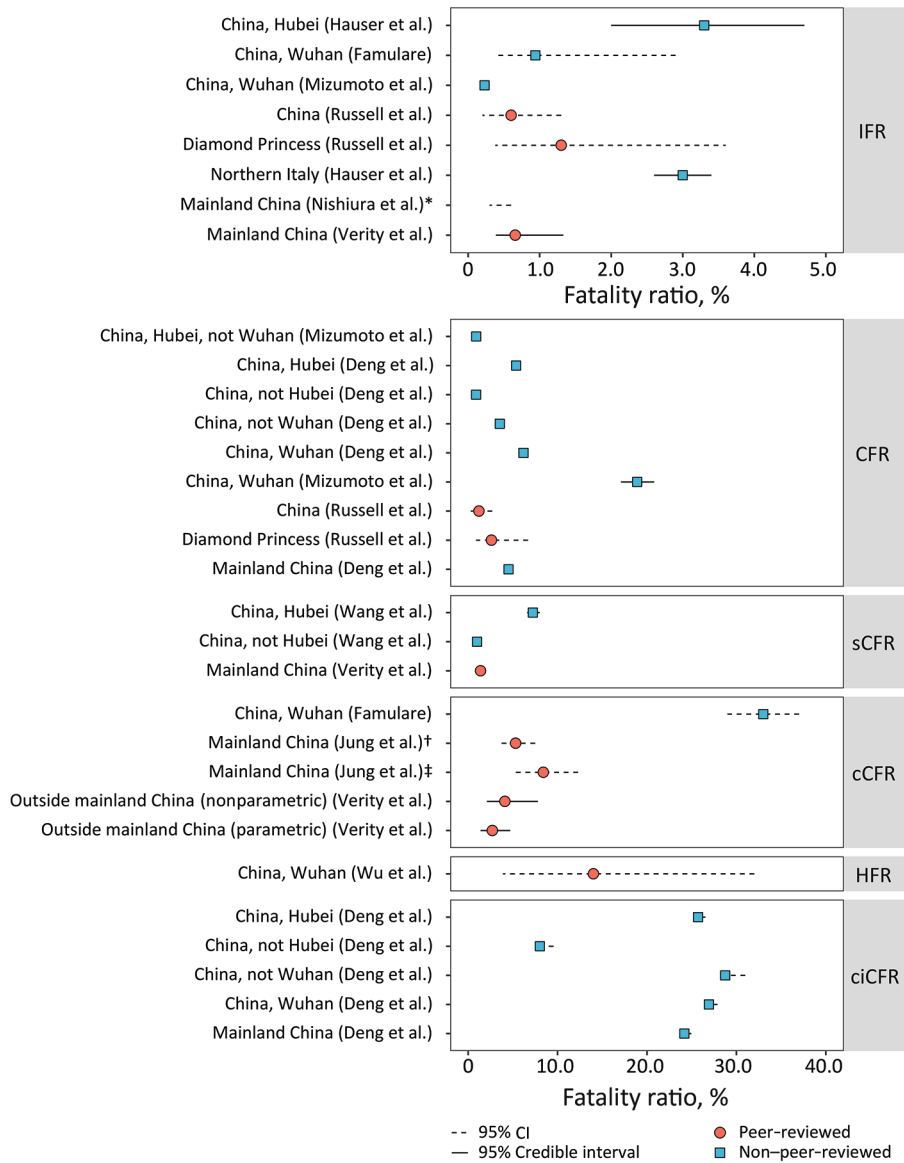 China, Hubei (Hauser et al.)
China, Wuhan (Famulare)
China, Wuhan (Mizumoto et al.)
China (Russell et al.)
Diamond Princess (Russell et al.)
Northern Italy (Hauser et al.)
Mainland China (Nishiura et al.)*
Mainland China (Verity et al.)
IFR
0 1.0 2.0 3.0 4.0 5.0
Fatality ratio, %
China, Hubei, not Wuhan (Mizumoto et al.)
China, Hubei (Deng et al.)
China, not Hubei (Deng et al.)
China, not Wuhan (Deng et al.)
China, Wuhan (Deng et al.)
China, Wuhan (Mizumoto et al.)
China (Russell et al.)
Diamond Princess (Russell et al.)
Mainland China (Deng et al.)
CFR
China, Hubei (Wang et al.)
China, not Hubei (Wang et al.)
Mainland China (Verity et al.)
sCFR
China, Wuhan (Famulare)
Mainland China (Jung et al.)†
Mainland China (Jung et al.)‡
Outside mainland China (nonparametric) (Verity et al.)
Outside mainland China (parametric) (Verity et al.)
cCFR
China, Wuhan (Wu et al.)
HFR
China, Hubei (Deng et al.)
China, not Hubei (Deng et al.)
China, not Wuhan (Deng et al.)
China, Wuhan (Deng et al.)
Mainland China (Deng et al.)
ciCFR
0 10.0 20.0 30.0 40.0
Fatality ratio, %
95% CI
95% Credible interval
Peer-reviewed
Non–peer-reviewed